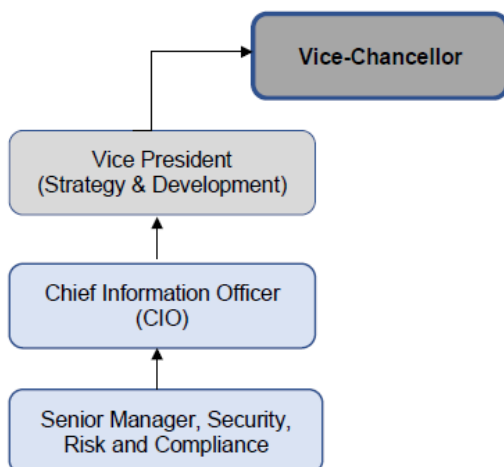 Vice-Chancellor
Vice President
(Strategy & Development)
Chief Information Officer
(CIO)
Senior Manager, Security,
Risk and Compliance